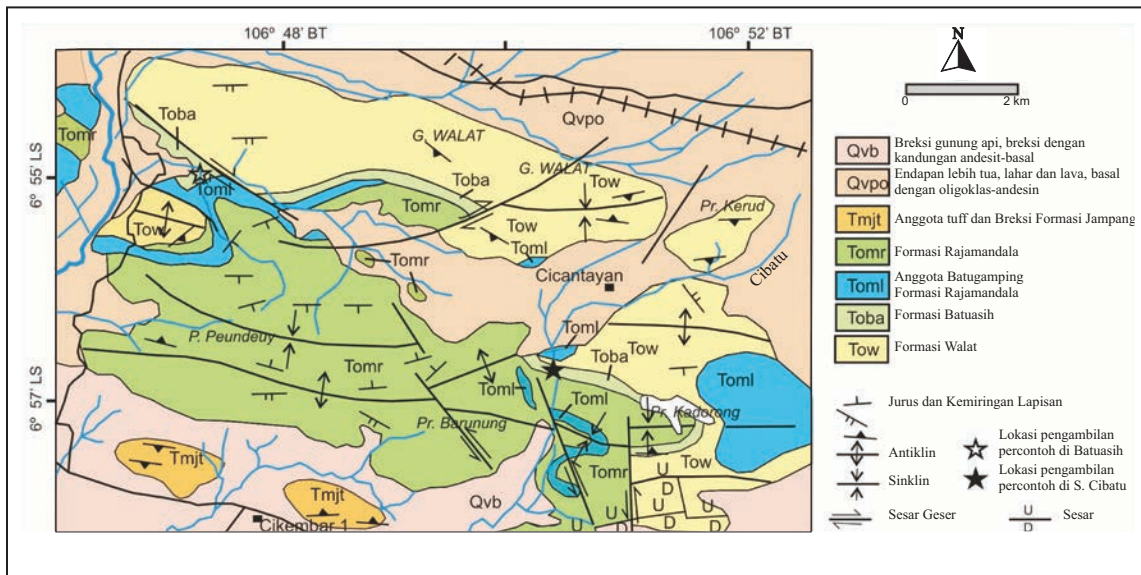 106° 48' BT
106° 52' BT
N
0 2 km
6° 55' LS
6° 57' LS
Tomr
Toba
Toml
Tow
G. WALAT
Qvpo
G. WALAT
Toba
Tomr
Tow
Tow
Toml
Pr. Kerud
Tomr
Cicantayan
Cibatu
P. Peundeuy
Tomr
Toml
Toba
Tow
Toml
Toml
Toml
Pr. Kadorong
Pr. Barunung
Tomr
Tow
Tmjt
Tmjt
Qvb
Cikembar 1
U
D
U
D
U
D
U
D
U
D
U
D
Qvb Breksi gunung api, breksi dengan
kandungan andesit-basal
Qvpo Endapan lebih tua, lahar dan lava, basal
dengan oligoklas-andesin
Tmjt Anggota tuff dan Breksi Formasi Jampang
Tomr Formasi Rajamandala
Toml Anggota Batugamping
Formasi Rajamandala
Toba Formasi Batuasih
Tow Formasi Walat
Jurus dan Kemiringan Lapisan
Antiklin
Sinklin
Sesar Geser
Lokasi pengambilan
percontoh di Batuasih
Lokasi pengambilan
percontoh di S. Cibatu
U
D
Sesar